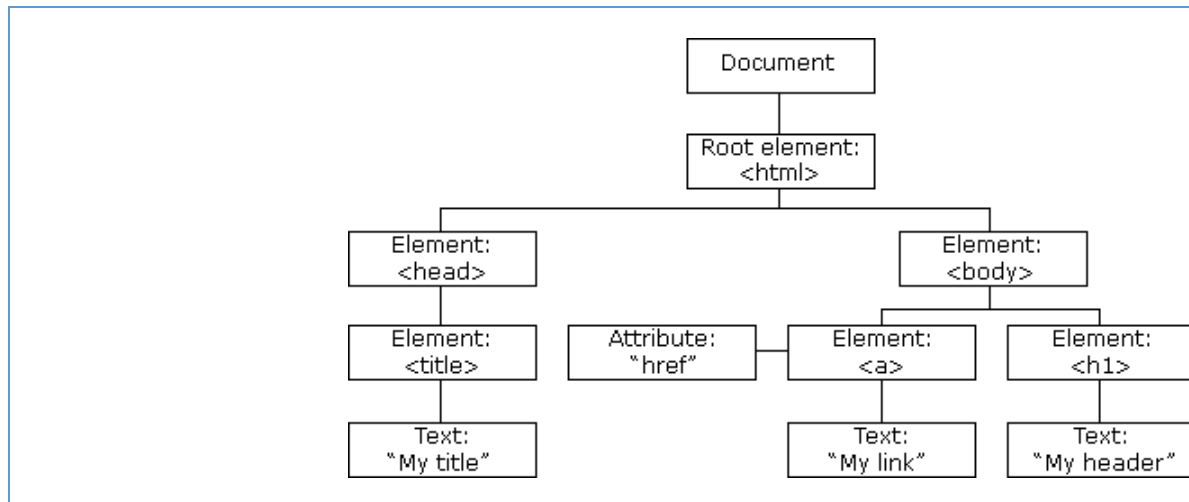 Document
Root element:
<html>
Element:
<head>
Element:
<body>
Element:
<title>
Attribute:
“href”
Element:
<a>
Element:
<h1>
Text:
“My title”
Text:
“My link”
Text:
“My header”